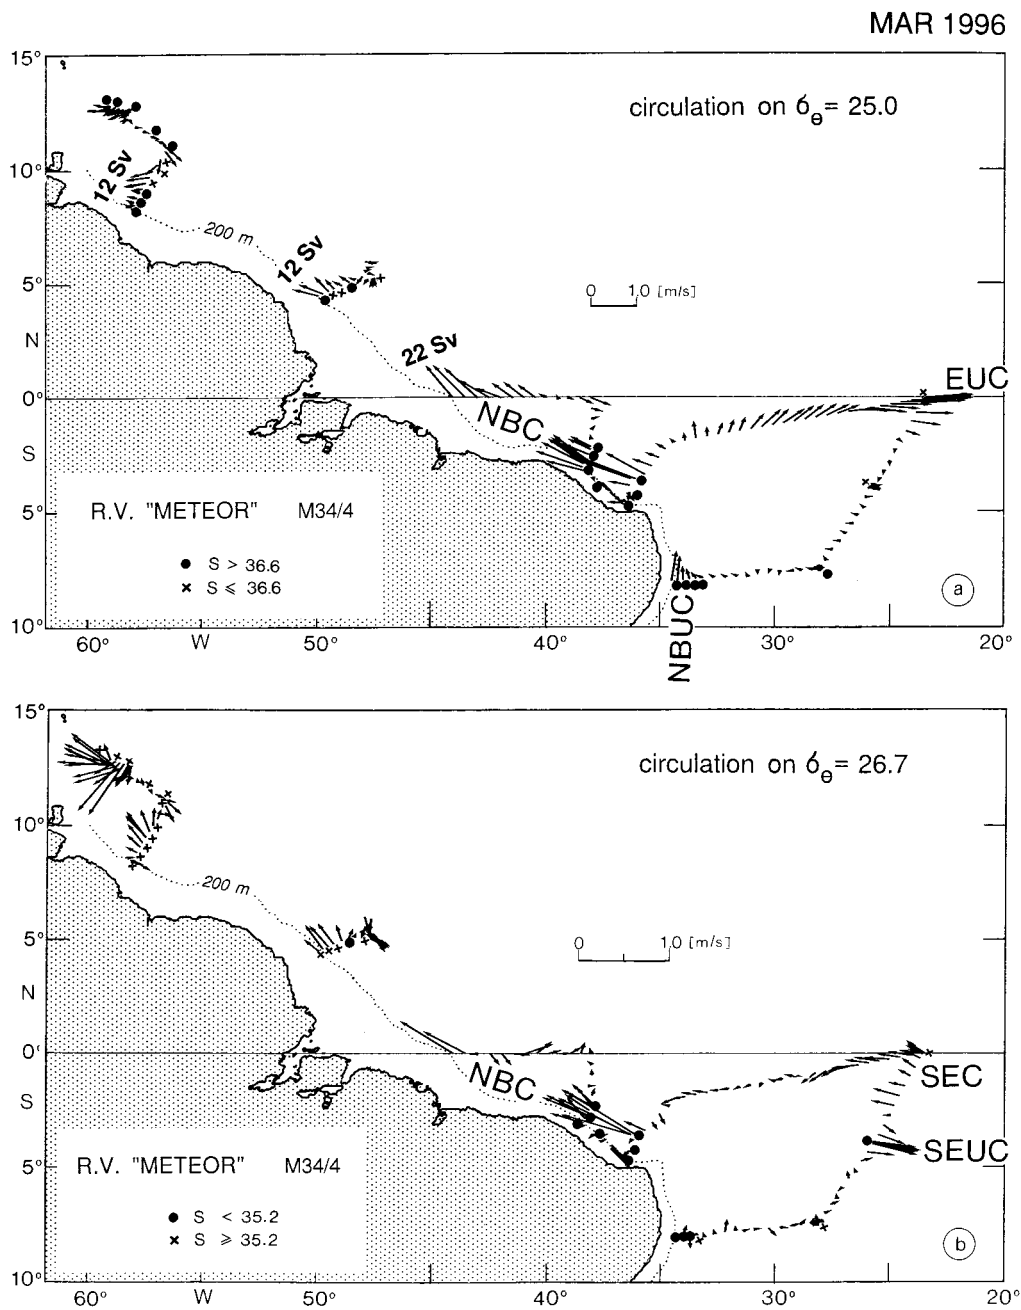 MAR 1996
15°
circulation on σθ = 25.0
10°
12 Sv
200 m
12 Sv
5°
0 1.0 [m/s]
N
22 Sv
EUC
0°
NBC
S
R.V. "METEOR" M34/4
5°
● S > 36.6
× S ≤ 36.6
a
10°
60° W 50° 40° 30° 20°
NBUC
15°
circulation on σθ = 26.7
10°
200 m
5°
0 1.0 [m/s]
N
0°
NBC
SEC
S
SEUC
R.V. "METEOR" M34/4
5°
● S < 35.2
× S ≥ 35.2
b
10°
60° W 50° 40° 30° 20°